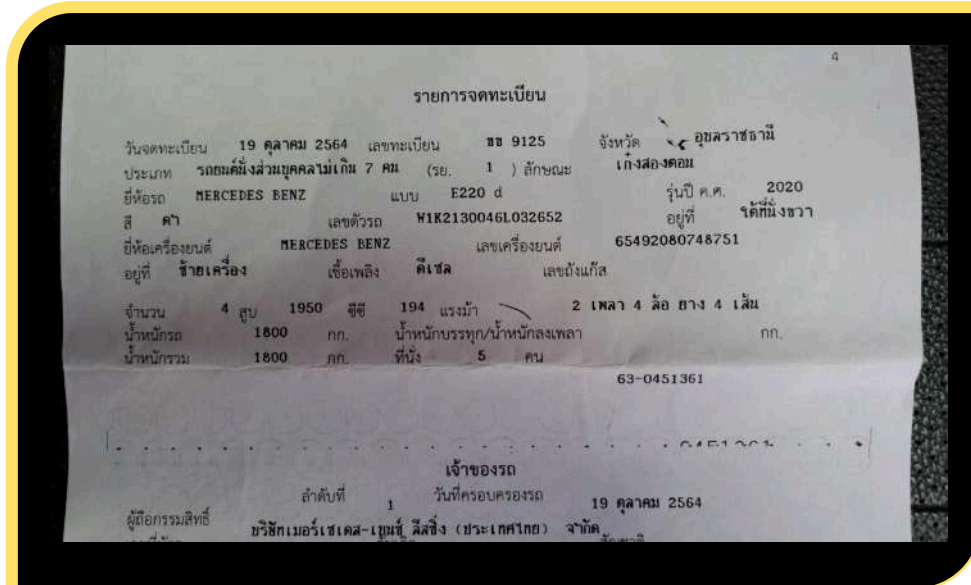 4
รายการจดทะเบียน
วันจดทะเบียน 19 ตุลาคม 2564 เลขทะเบียน ขข 9125 จังหวัด อุบลราชธานี
ประเภท รถยนต์นั่งส่วนบุคคลไม่เกิน 7 คน (รย. 1 ) ลักษณะ เก๋งสองตอน
ยี่ห้อรถ MERCEDES BENZ แบบ E220 d รุ่นปี ค.ศ. 2020
สี ดำ เลขตัวรถ W1K2130046L032652 อยู่ที่ ใต้ที่นั่งขวา
ยี่ห้อเครื่องยนต์ MERCEDES BENZ เลขเครื่องยนต์ 65492080748751
อยู่ที่ ซ้ายเครื่อง เชื้อเพลิง ดีเซล เลขถังแก๊ส
จำนวน 4 สูบ 1950 ซีซี 194 แรงม้า 2 เพลา 4 ล้อ ยาง 4 เส้น
น้ำหนักรถ 1800 กก. น้ำหนักบรรทุก/น้ำหนักลงเพลา กก.
น้ำหนักรวม 1800 กก. ที่นั่ง 5 คน
63-0451361
เจ้าของรถ
ลำดับที่ 1 วันที่ครอบครองรถ 19 ตุลาคม 2564
ผู้ถือกรรมสิทธิ์ บริษัทเมอร์เซเดส-เบนซ์ ลีสซิ่ง (ประเทศไทย) จำกัด